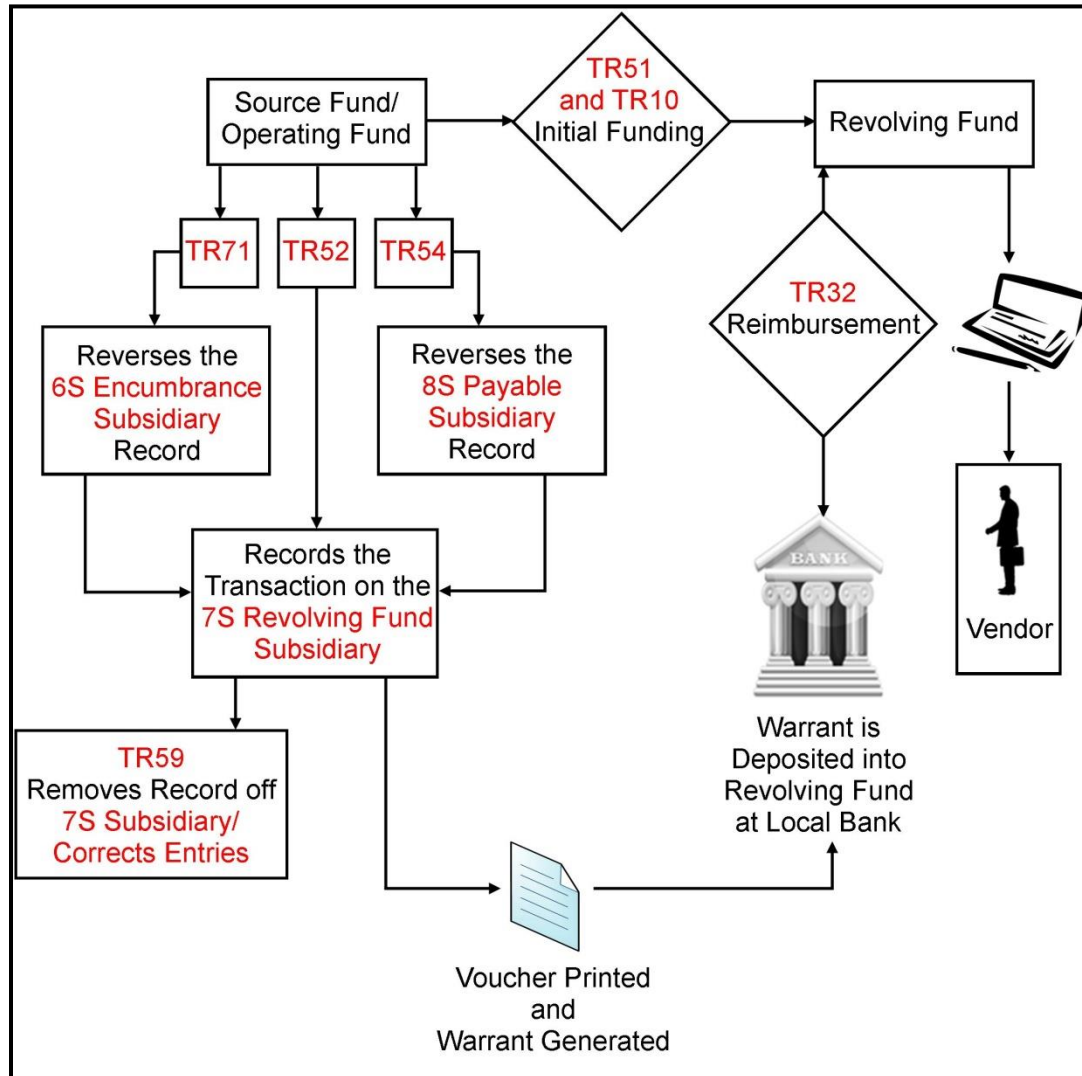 Source Fund/
Operating Fund
TR51
and TR10
Initial Funding
Revolving Fund
TR71
TR52
TR54
TR32
Reimbursement
Reverses the
6S Encumbrance
Subsidiary
Record
Reverses the
8S Payable
Subsidiary
Record
Records the
Transaction on the
7S Revolving Fund
Subsidiary
BANK
Vendor
TR59
Removes Record off
7S Subsidiary/
Corrects Entries
Warrant is
Deposited into
Revolving Fund
at Local Bank
Voucher Printed
and
Warrant Generated